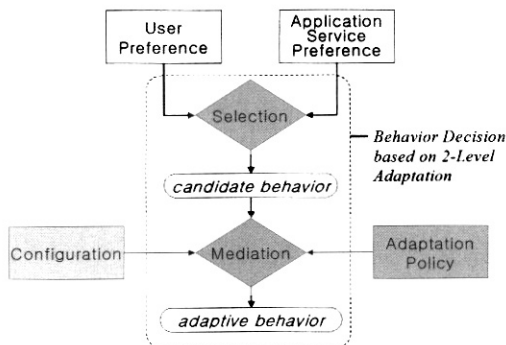 User
Preference
Application
Service
Preference
Selection
Behavior Decision
based on 2-Level
Adaptation
candidate behavior
Configuration
Mediation
Adaptation
Policy
adaptive behavior